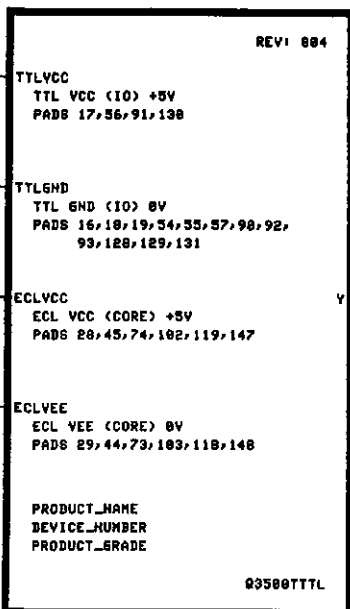 REV: 004
TTLVCC
TTL VCC (IO) +5V
PADS 17,56,91,130
TTLGND
TTL GND (IO) 0V
PADS 16,18,19,54,55,57,90,92,
93,128,129,131
ECLVCC
Y
ECL VCC (CORE) +5V
PADS 28,45,74,102,119,147
ECLVEE
ECL VEE (CORE) 0V
PADS 29,44,73,103,118,148
PRODUCT_NAME
DEVICE_NUMBER
PRODUCT_GRADE
Q3500TTTL